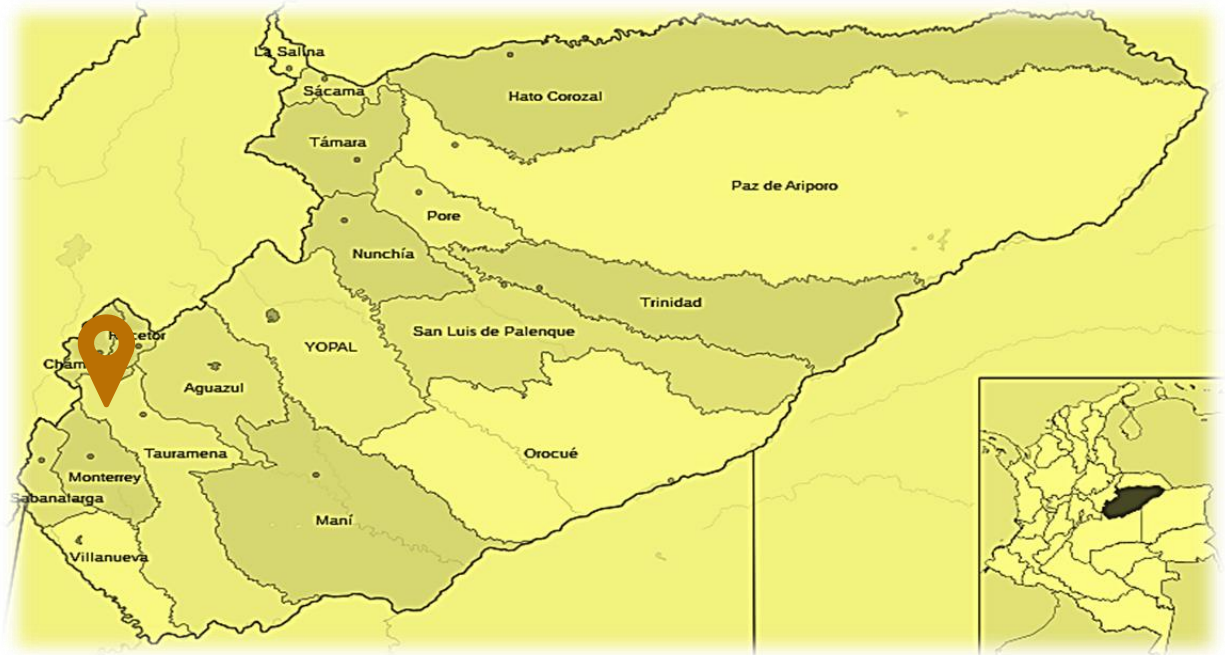 La Salina
Sácama
Hato Corozal
Támara
Paz de Ariporo
Pore
Nunchía
Trinidad
San Luis de Palenque
YOPAL
Aguazul
Orocué
Tauramena
Monterrey
Sabanalarga
Maní
Villanueva